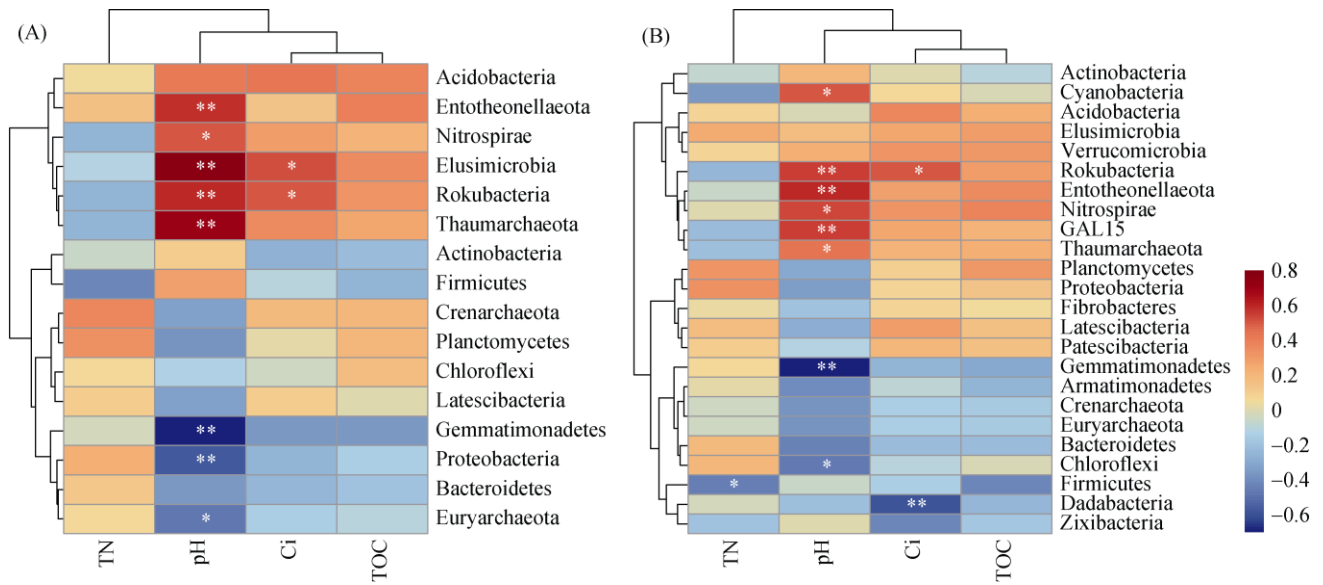 (A)
Acidobacteria
** Entotheonellaeota
* Nitrospirae
** * Elusimicrobia
** * Rokubacteria
** Thaumarchaeota
Actinobacteria
Firmicutes
Crenarchaeota
Planctomycetes
Chloroflexi
Latescibacteria
** Gemmatimonadetes
** Proteobacteria
Bacteroidetes
* Euryarchaeota
TN pH Ci TOC
(B)
Actinobacteria
* Cyanobacteria
Acidobacteria
Elusimicrobia
Verrucomicrobia
** * Rokubacteria
** Entotheonellaeota
* Nitrospirae
** GAL15
* Thaumarchaeota
Planctomycetes
Proteobacteria
Fibrobacteres
Latescibacteria
Patescibacteria
** Gemmatimonadetes
Armatimonadetes
Crenarchaeota
Euryarchaeota
Bacteroidetes
* Chloroflexi
* Firmicutes
** Dadabacteria
Zixibacteria
TN pH Ci TOC
0.8
0.6
0.4
0.2
0
−0.2
−0.4
−0.6